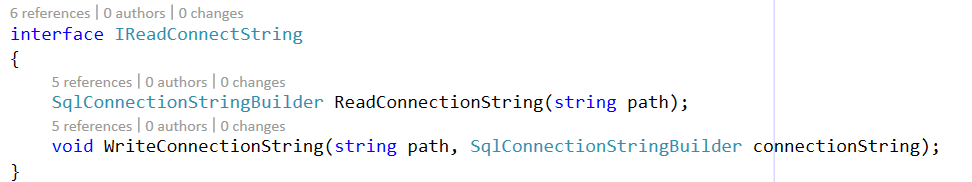 6 references | 0 authors | 0 changes
interface IReadConnectString
{
5 references | 0 authors | 0 changes
SqlConnectionStringBuilder ReadConnectionString(string path);
5 references | 0 authors | 0 changes
void WriteConnectionString(string path, SqlConnectionStringBuilder connectionString);
}